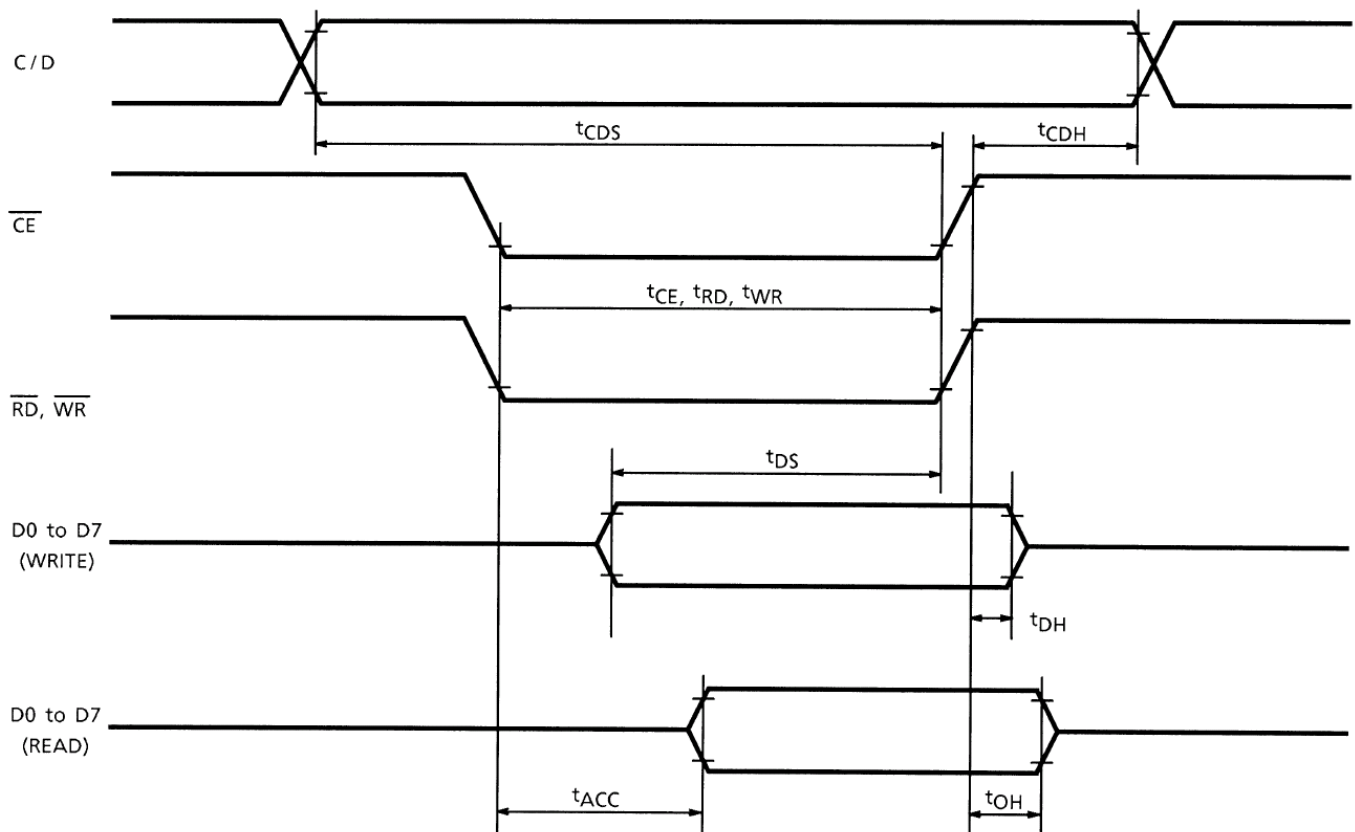 C/D
tCDS
tCDH
CE
tCE, tRD, tWR
RD, WR
tDS
D0 to D7
(WRITE)
tDH
D0 to D7
(READ)
tACC
tOH